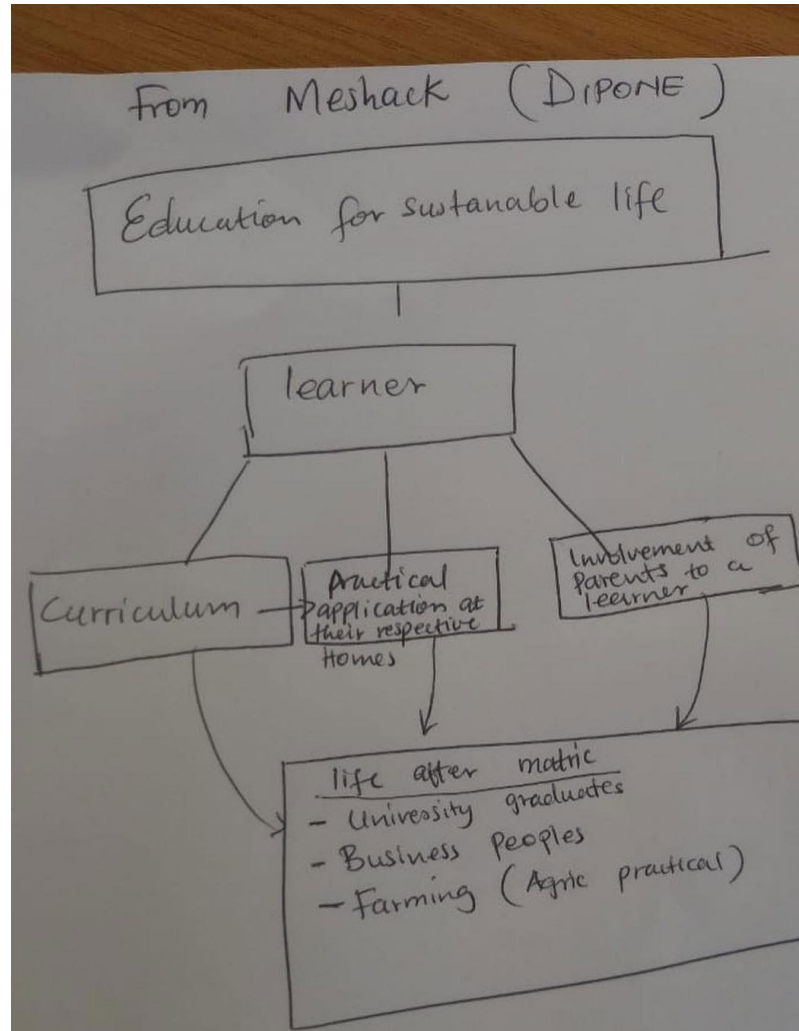 From Meshack (DIPONE)
Education for sustanable life
learner
Curriculum
Practical
application at
their respective
Homes
Involvement of
Parents to a
learner
life after matric
- University graduates
- Business Peoples
- Farming (Agric practical)